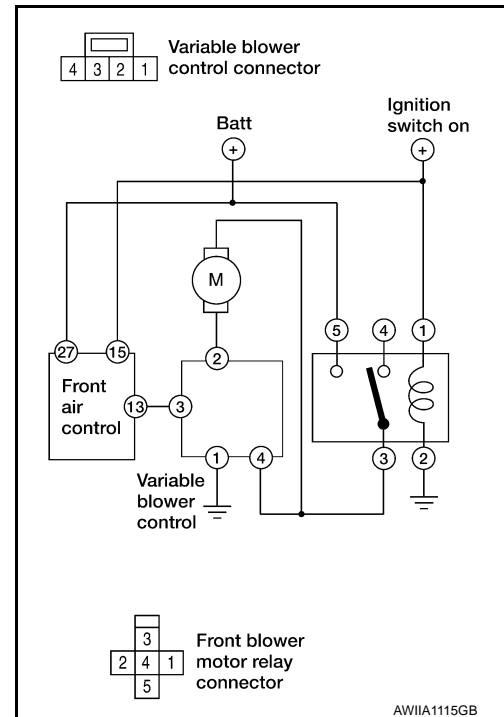 Variable blower
control connector
4 3 2 1
Batt
Ignition
switch on
+
+
M
5 4 1
27 15
2
Front
air
control
13
3
1 4
3 2
Variable
blower
control
3
2 4 1
5
Front blower
motor relay
connector
AWIIA1115GB